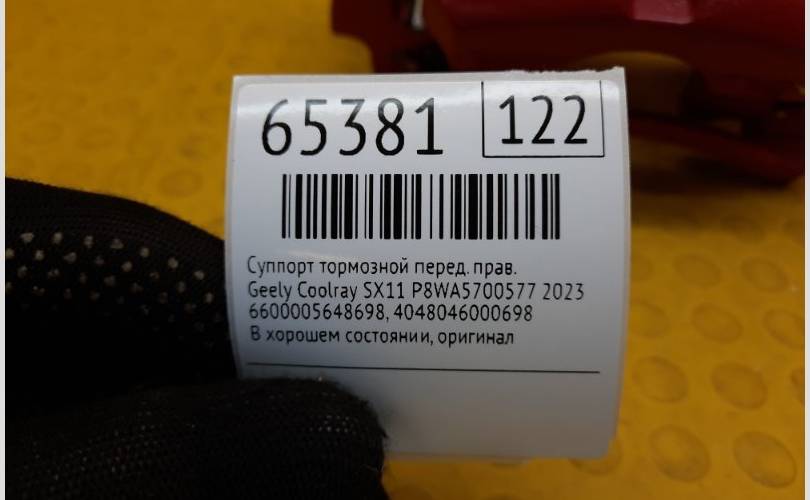 65381 122
Суппорт тормозной перед. прав.
Geely Coolray SX11 P8WA5700577 2023
6600005648698, 4048046000698
В хорошем состоянии, оригинал